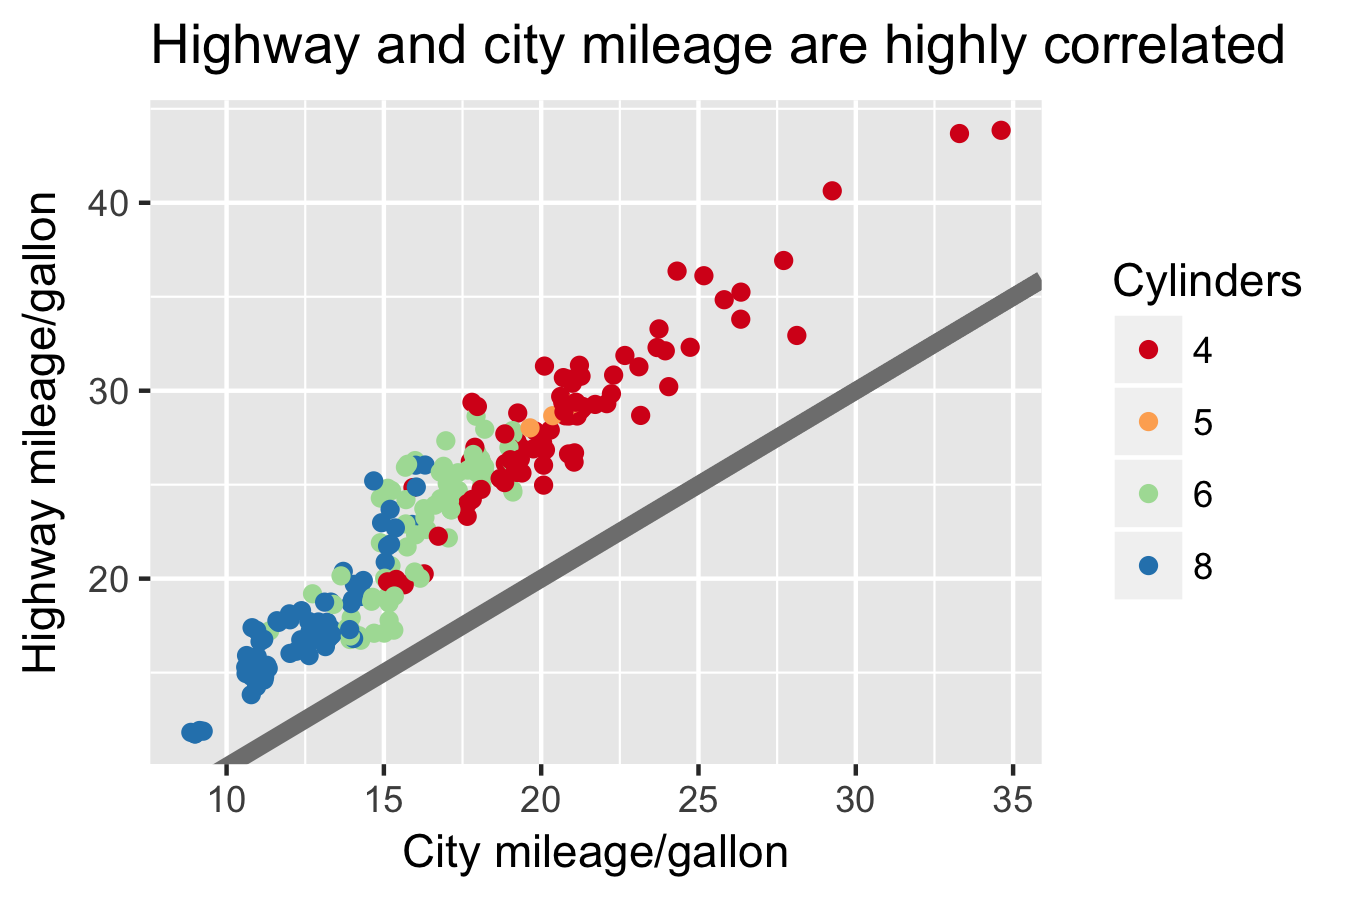 Highway and city mileage are highly correlated
Highway mileage/gallon
40
30
20
10 15 20 25 30 35
City mileage/gallon
Cylinders
4
5
6
8